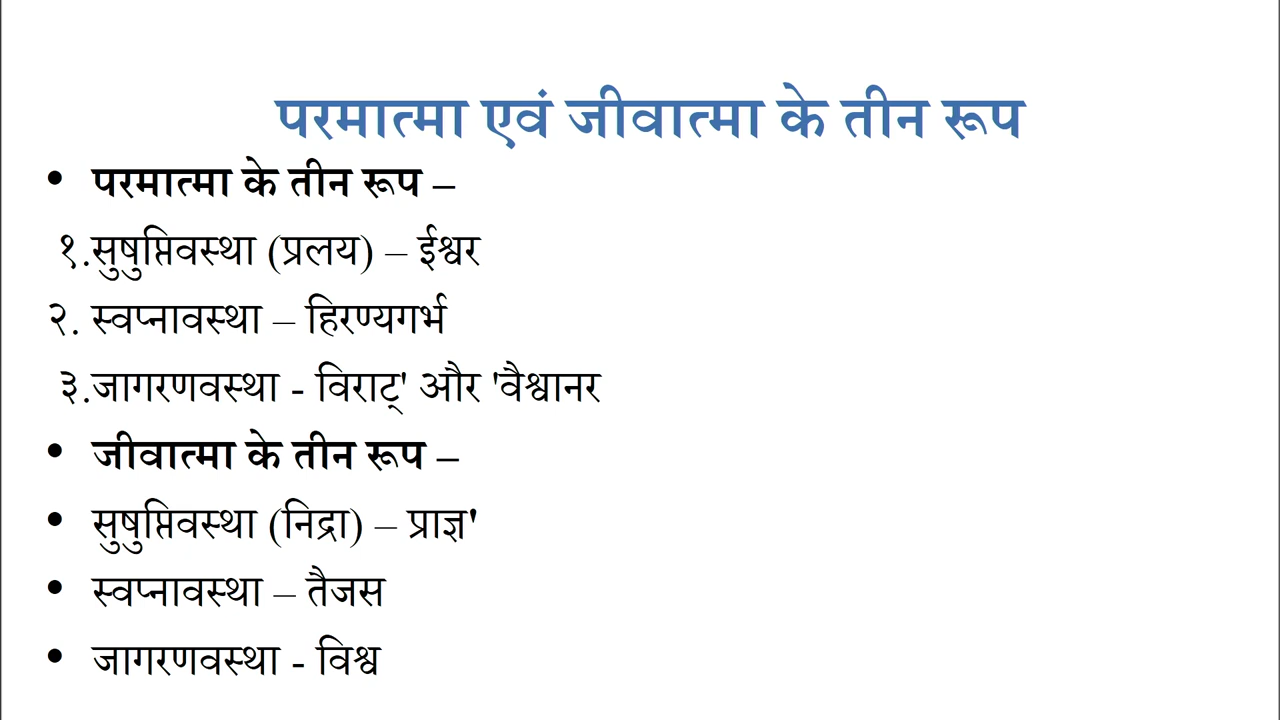 परमात्मा एवं जीवात्मा के तीन रूप
• परमात्मा के तीन रूप –
१.सुषुप्तिवस्था (प्रलय) – ईश्वर
२. स्वप्नावस्था – हिरण्यगर्भ
३.जागरणवस्था - विराट्' और 'वैश्वानर
• जीवात्मा के तीन रूप –
• सुषुप्तिवस्था (निद्रा) – प्राज्ञ'
• स्वप्नावस्था – तैजस
• जागरणवस्था - विश्व